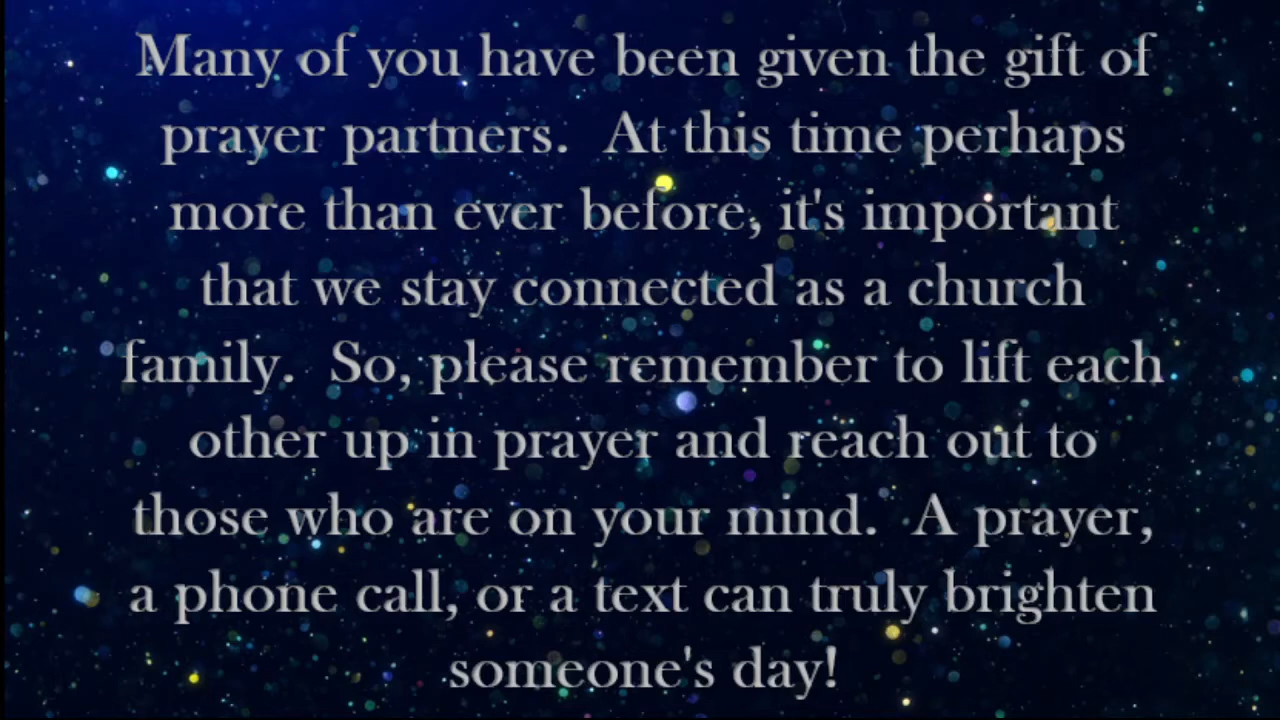 Many of you have been given the gift of
prayer partners.  At this time perhaps
more than ever before, it's important
that we stay connected as a church
family.  So, please remember to lift each
other up in prayer and reach out to
those who are on your mind.  A prayer,
a phone call, or a text can truly brighten
someone's day!